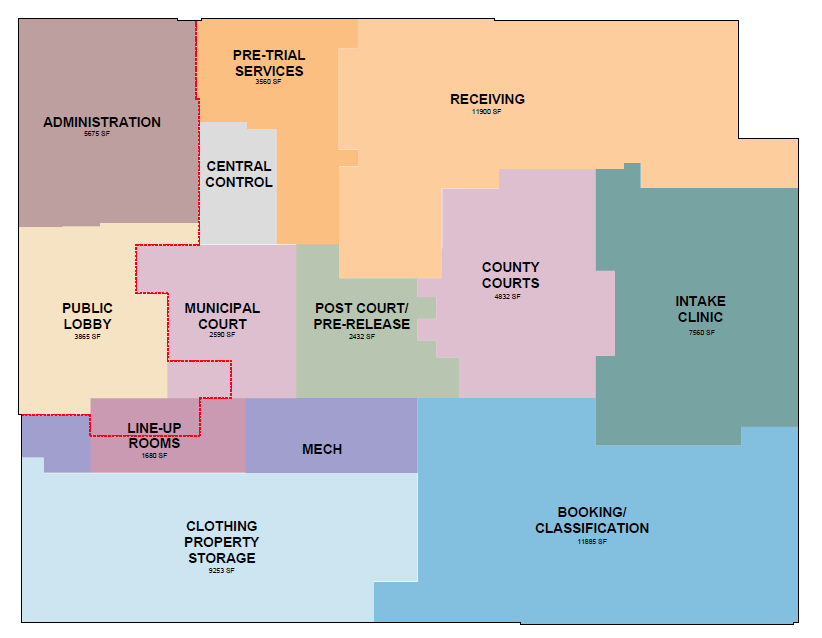 PRE-TRIAL
SERVICES
3560 SF
RECEIVING
11900 SF
ADMINISTRATION
5675 SF
CENTRAL
CONTROL
COUNTY
COURTS
4832 SF
PUBLIC
LOBBY
3865 SF
MUNICIPAL
COURT
2590 SF
POST COURT/
PRE-RELEASE
2432 SF
INTAKE
CLINIC
7560 SF
LINE-UP
ROOMS
1680 SF
MECH
CLOTHING
PROPERTY
STORAGE
9253 SF
BOOKING/
CLASSIFICATION
11885 SF